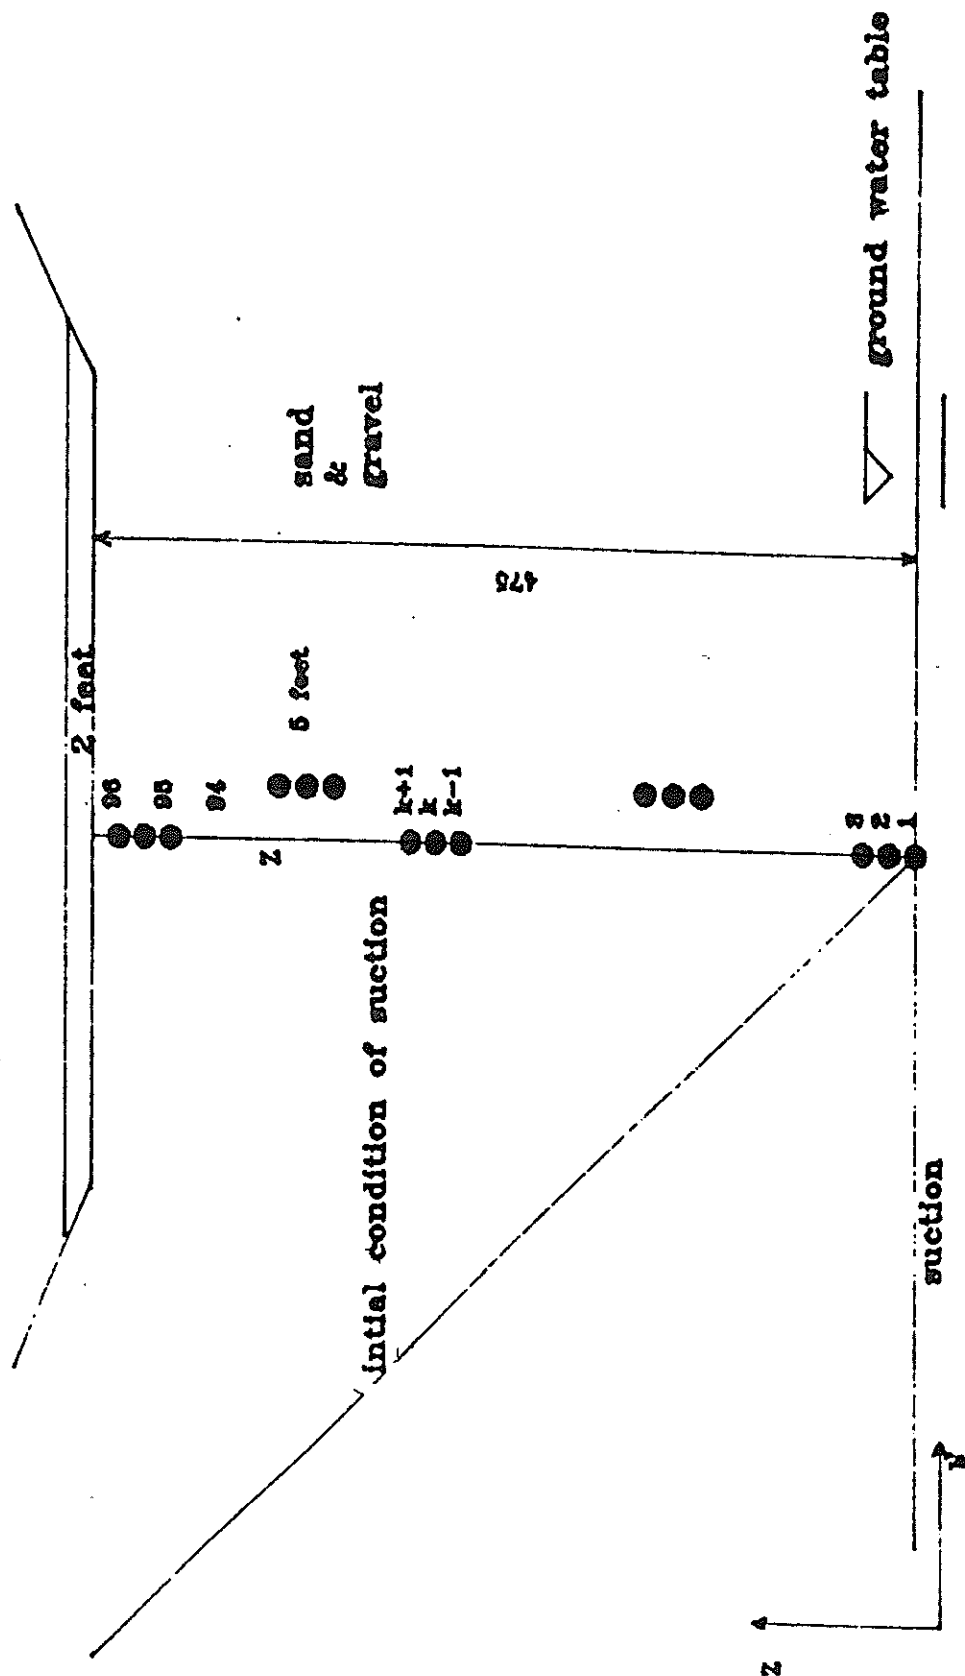 2 feet
96
95
94
5 feet
Z
sand
&
gravel
475
k+1
k
k-1
intial condition of suction
3
2
1
ground water table
suction
Z